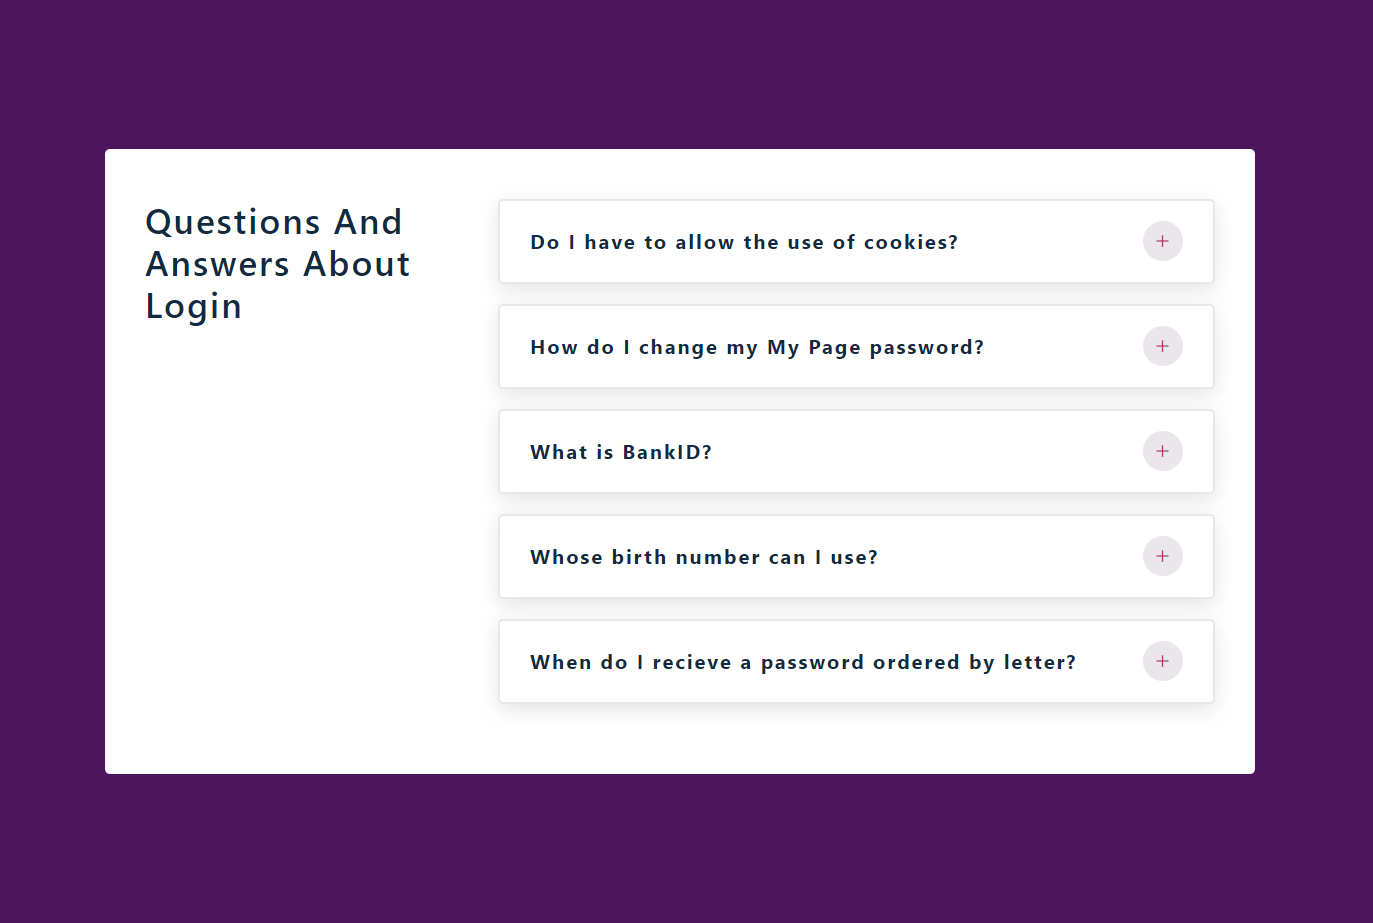 Questions And
Answers About
Login
Do I have to allow the use of cookies?
How do I change my My Page password?
What is BankID?
Whose birth number can I use?
When do I recieve a password ordered by letter?